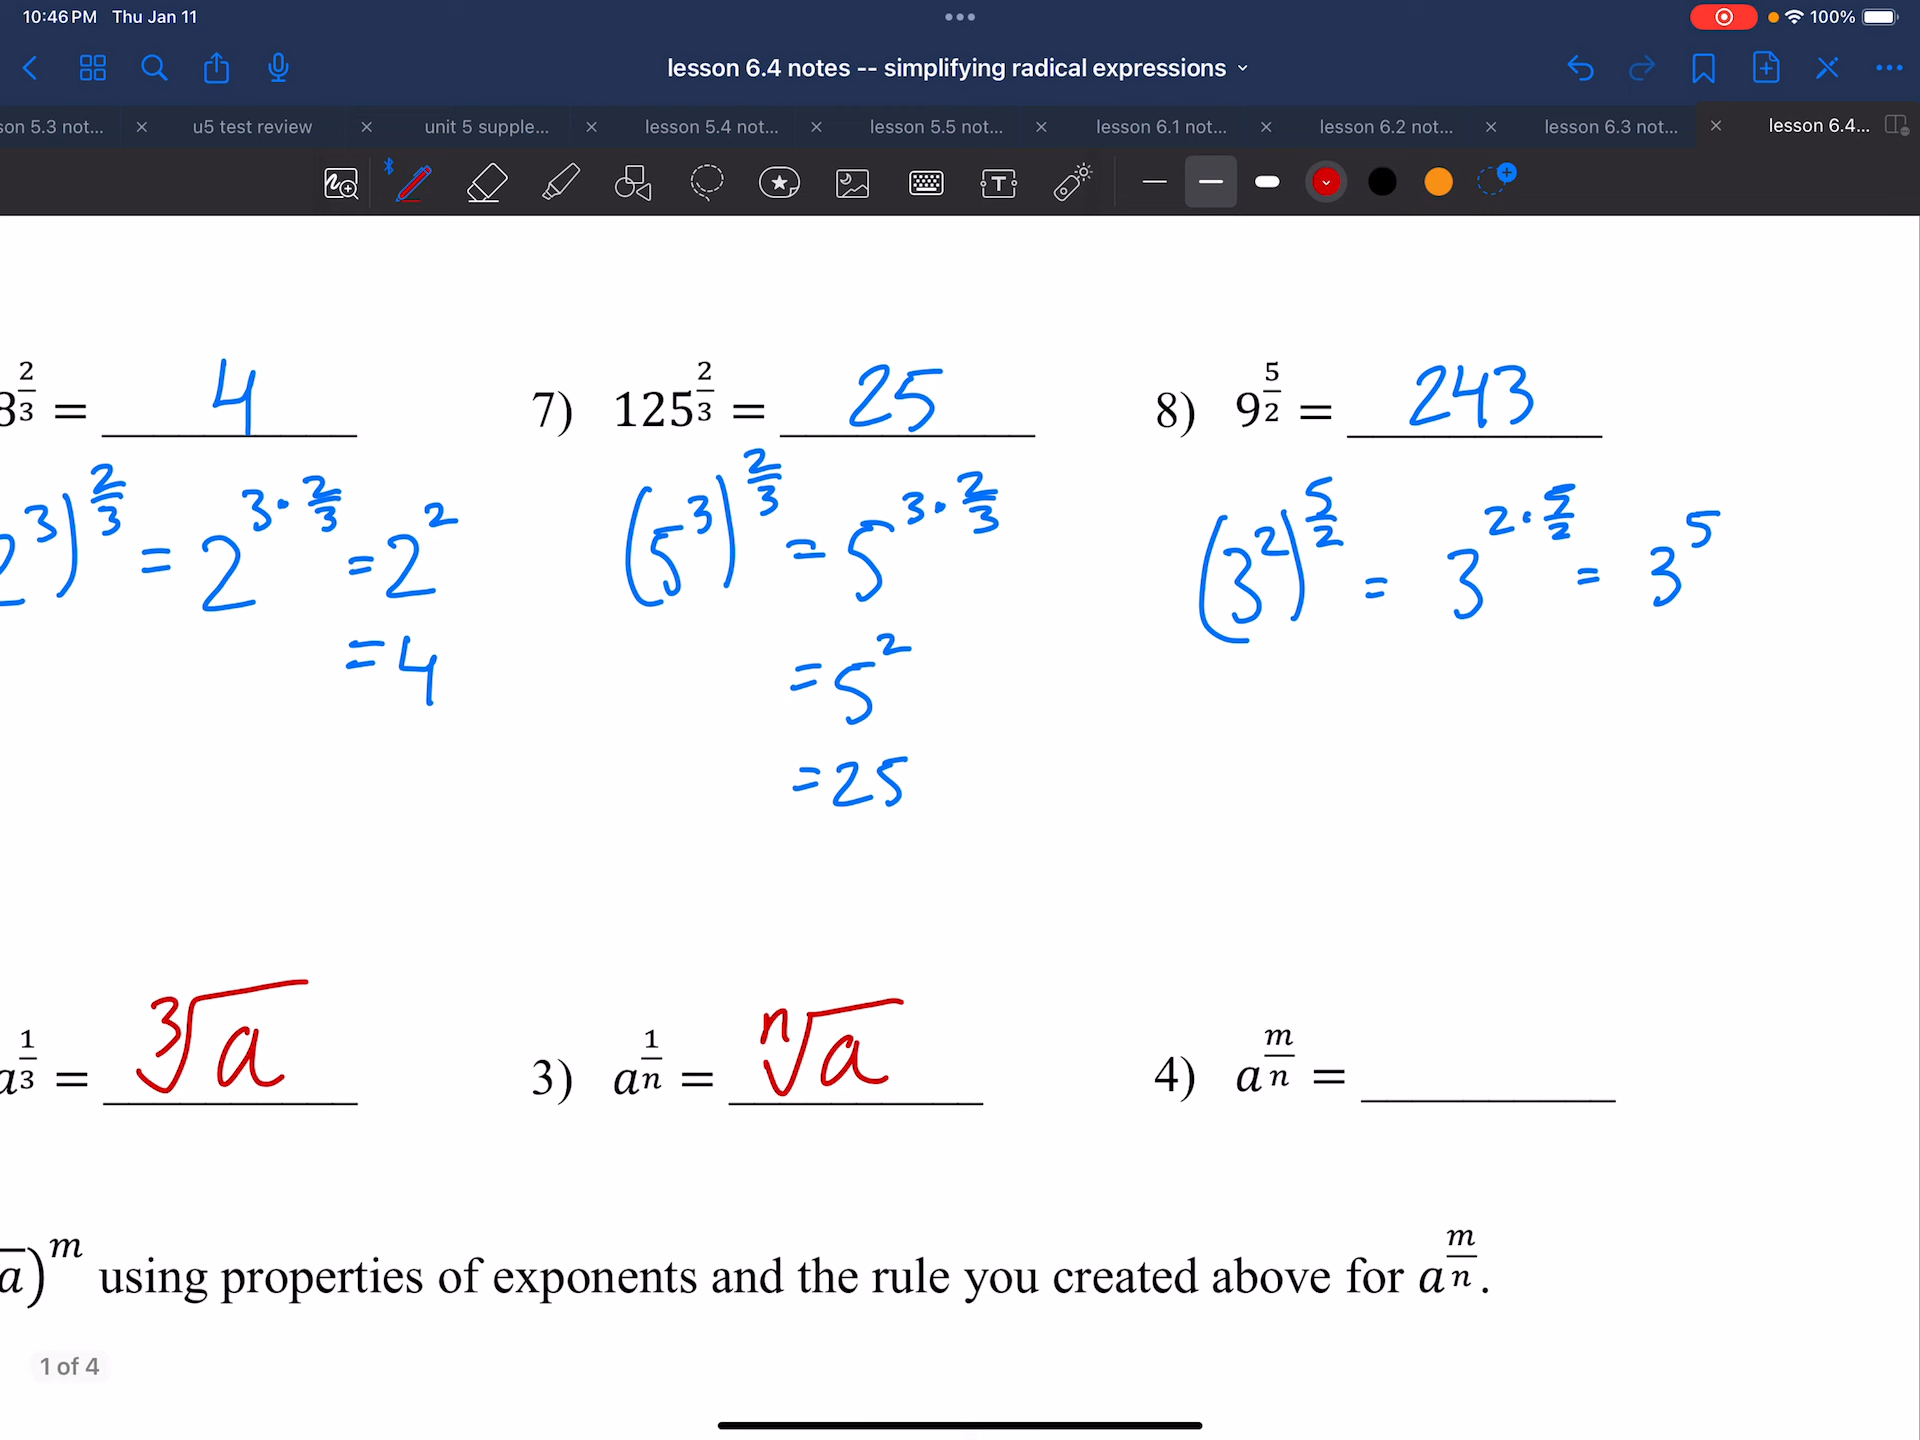 10:46 PM Thu Jan 11
100%
lesson 6.4 notes -- simplifying radical expressions
son 5.3 not... u5 test review unit 5 supple... lesson 5.4 not... lesson 5.5 not... lesson 6.1 not... lesson 6.2 not... lesson 6.3 not... lesson 6.4...
8^(2/3) = 4
7) 125^(2/3) = 25
8) 9^(5/2) = 243
2^3)^(2/3) = 2^(3·2/3) = 2^2
= 4
(5^3)^(2/3) = 5^(3·2/3)
= 5^2
= 25
(3^2)^(5/2) = 3^(2·5/2) = 3^5
a^(1/3) = ∛a
3) a^(1/n) = ⁿ√a
4) a^(m/n) =
a)^m using properties of exponents and the rule you created above for a^(m/n).
1 of 4